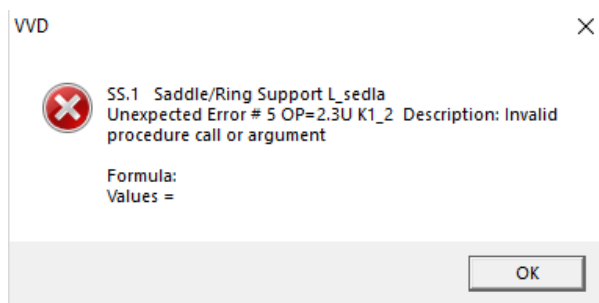 VVD
SS.1 Saddle/Ring Support L_sedla
Unexpected Error # 5 OP=2.3U K1_2 Description: Invalid
procedure call or argument
Formula:
Values =
OK